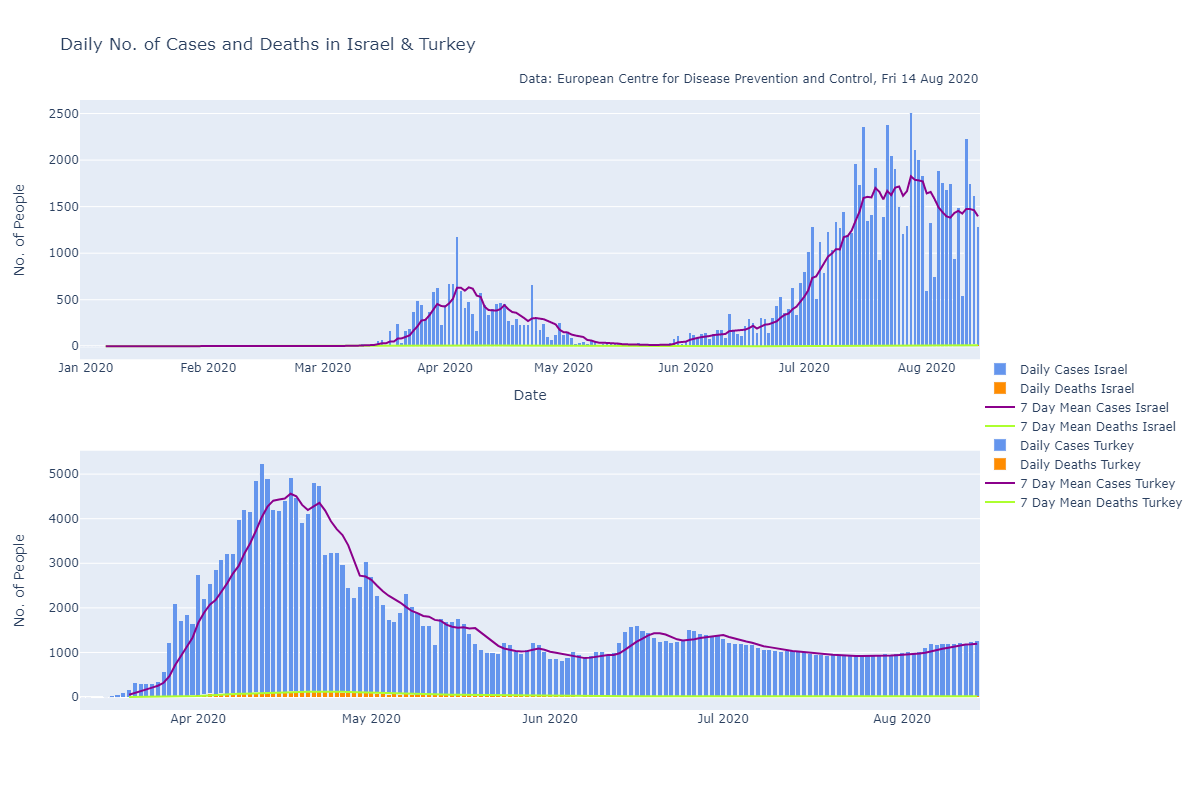 Daily No. of Cases and Deaths in Israel & Turkey
Data: European Centre for Disease Prevention and Control, Fri 14 Aug 2020
No. of People
2500
2000
1500
1000
500
0
Jan 2020 Feb 2020 Mar 2020 Apr 2020 May 2020 Jun 2020 Jul 2020 Aug 2020
Date
Daily Cases Israel
Daily Deaths Israel
7 Day Mean Cases Israel
7 Day Mean Deaths Israel
Daily Cases Turkey
Daily Deaths Turkey
7 Day Mean Cases Turkey
7 Day Mean Deaths Turkey
No. of People
5000
4000
3000
2000
1000
0
Apr 2020 May 2020 Jun 2020 Jul 2020 Aug 2020